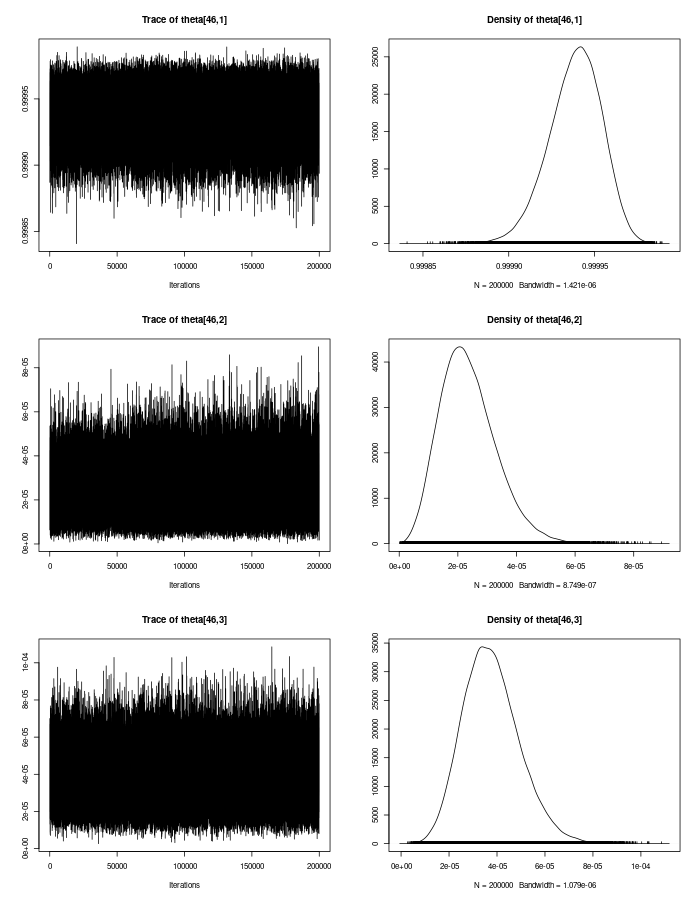 Trace of theta[46,1]
0.99985 0.99990 0.99995
0 50000 100000 150000 200000
Iterations
Density of theta[46,1]
0 5000 10000 15000 20000 25000
0.99985 0.99990 0.99995
N = 200000 Bandwidth = 1.421e-06
Trace of theta[46,2]
0e+00 2e-05 4e-05 6e-05 8e-05
0 50000 100000 150000 200000
Iterations
Density of theta[46,2]
0 10000 20000 30000 40000
0e+00 2e-05 4e-05 6e-05 8e-05
N = 200000 Bandwidth = 8.749e-07
Trace of theta[46,3]
0e+00 2e-05 4e-05 6e-05 8e-05 1e-04
0 50000 100000 150000 200000
Iterations
Density of theta[46,3]
0 5000 10000 15000 20000 25000 30000 35000
0e+00 2e-05 4e-05 6e-05 8e-05 1e-04
N = 200000 Bandwidth = 1.079e-06